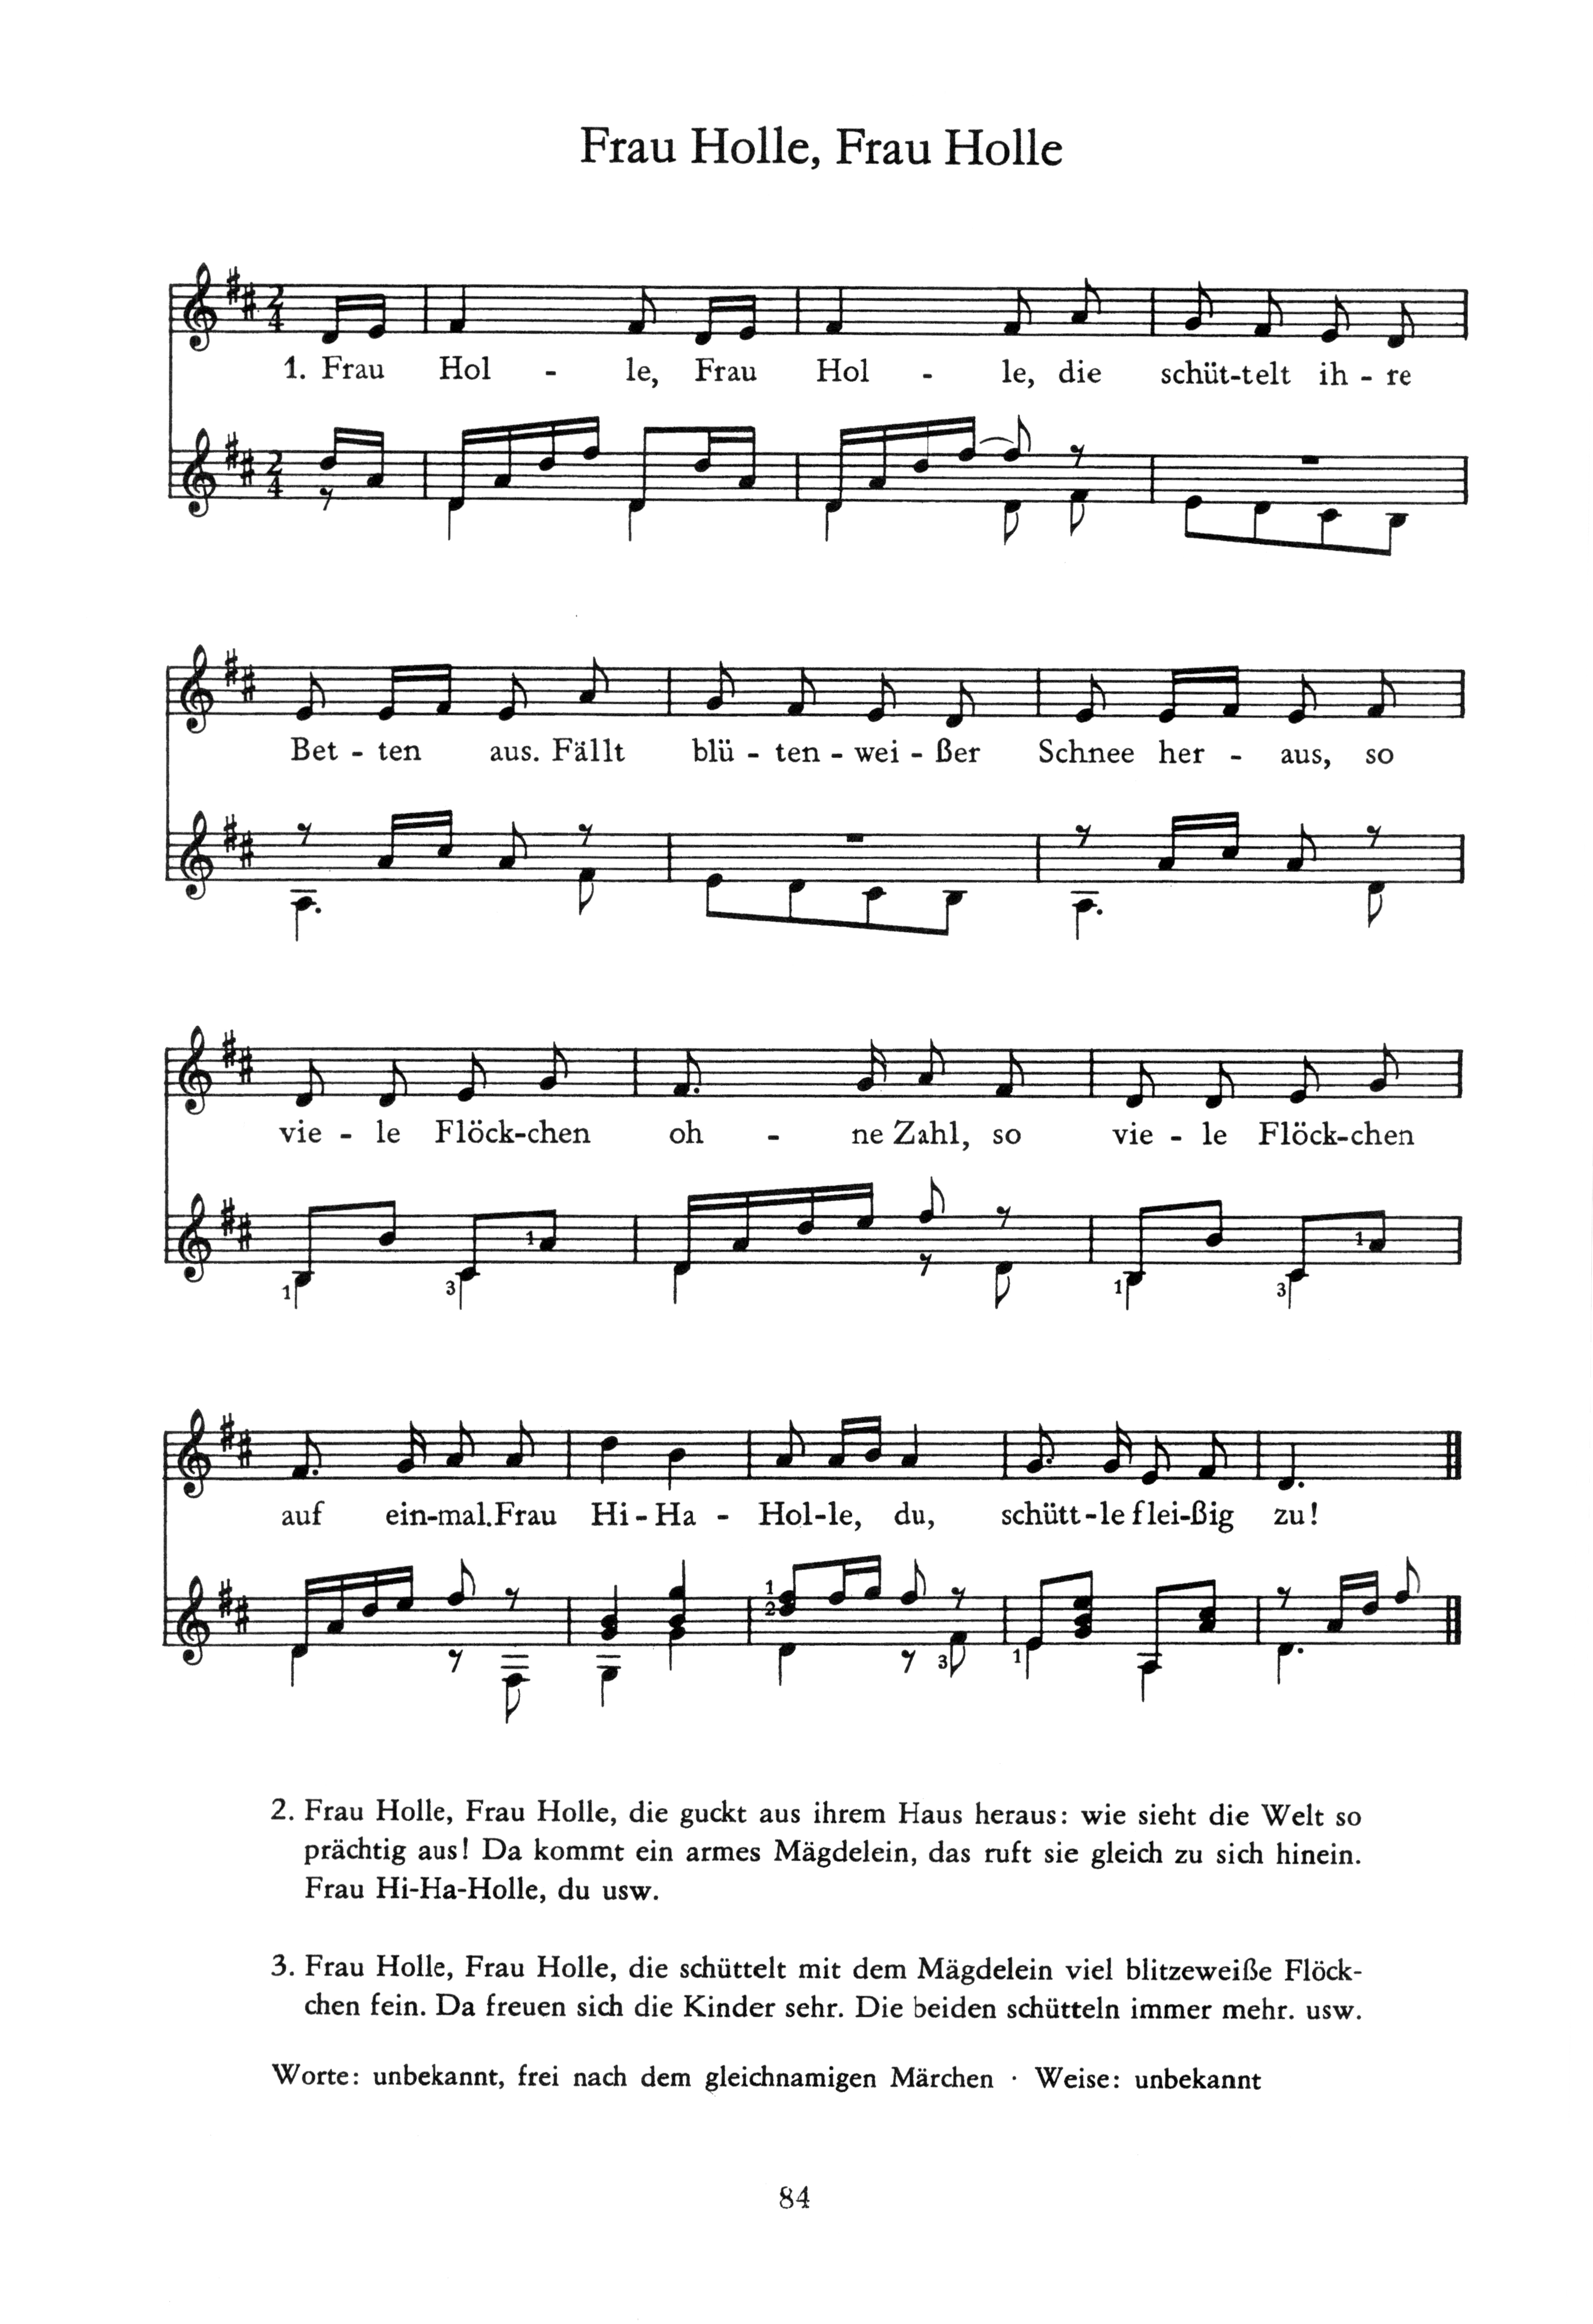 Frau Holle, Frau Holle
1. Frau Hol - le, Frau Hol - le, die schüt-telt ih - re
Bet - ten aus. Fällt blü - ten - wei - ßer Schnee her - aus, so
1 3 1 1 3 1
vie - le Flöck-chen oh - ne Zahl, so vie - le Flöck-chen
auf ein-mal. Frau Hi - Ha - Hol-le, du, schütt-le flei-ßig zu!
1 2 3 1
2. Frau Holle, Frau Holle, die guckt aus ihrem Haus heraus: wie sieht die Welt so
prächtig aus! Da kommt ein armes Mägdelein, das ruft sie gleich zu sich hinein.
Frau Hi-Ha-Holle, du usw.
3. Frau Holle, Frau Holle, die schüttelt mit dem Mägdelein viel blitzeweiße Flöck-
chen fein. Da freuen sich die Kinder sehr. Die beiden schütteln immer mehr. usw.
Worte: unbekannt, frei nach dem gleichnamigen Märchen · Weise: unbekannt
84